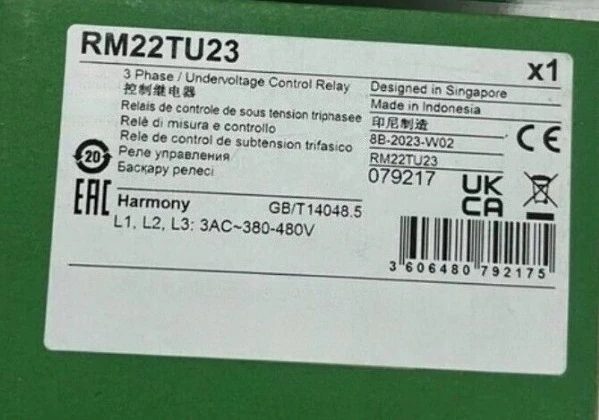 RM22TU23
x1
3 Phase / Undervoltage Control Relay
控制继电器
Relais de controle de sous tension triphasee
Relè di misura e controllo
Rele de control de subtension trifasico
Реле управления
Баскару релесі
Designed in Singapore
Made in Indonesia
印尼制造
8B-2023-W02
RM22TU23
079217
20
EAC
CE
UK
CA
Harmony
GB/T14048.5
L1, L2, L3: 3AC~380-480V
3 606480 792175